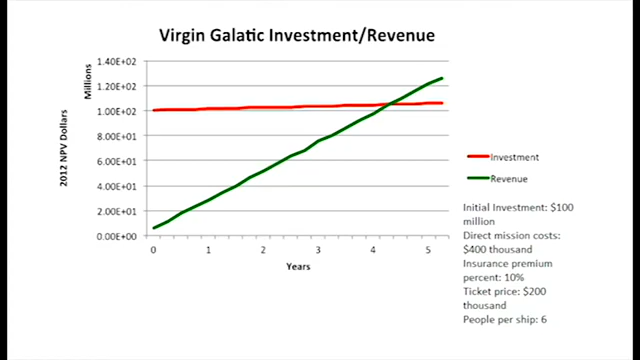 Virgin Galatic Investment/Revenue
Millions
2012 NPV Dollars
1.40E+02
1.20E+02
1.00E+02
8.00E+01
6.00E+01
4.00E+01
2.00E+01
0.00E+00
0 1 2 3 4 5
Years
Investment
Revenue
Initial Investment: $100
million
Direct mission costs:
$400 thousand
Insurance premium
percent: 10%
Ticket price: $200
thousand
People per ship: 6